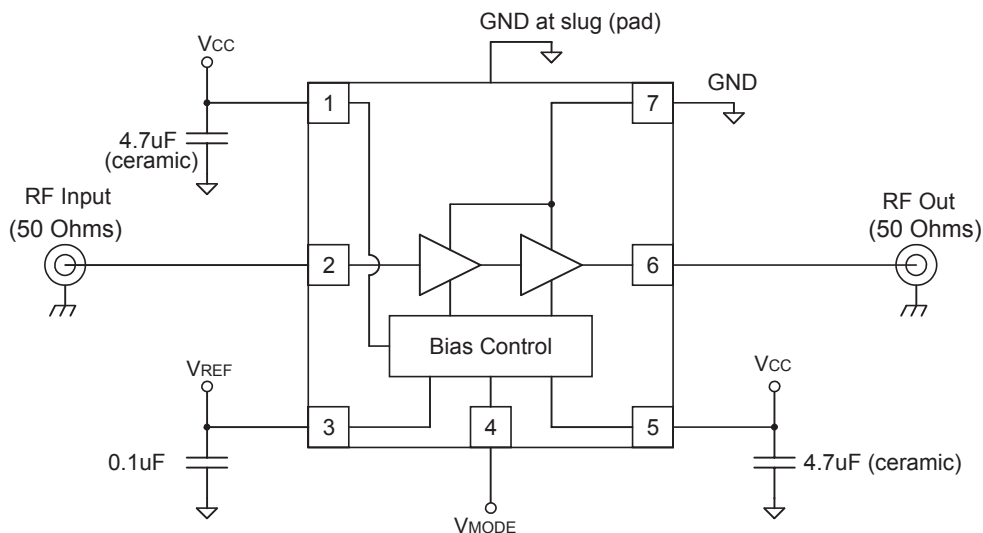 GND at slug (pad)
VCC
GND
1
7
4.7uF
(ceramic)
RF Input
(50 Ohms)
RF Out
(50 Ohms)
2
6
Bias Control
VREF
VCC
3
4
5
0.1uF
4.7uF (ceramic)
VMODE